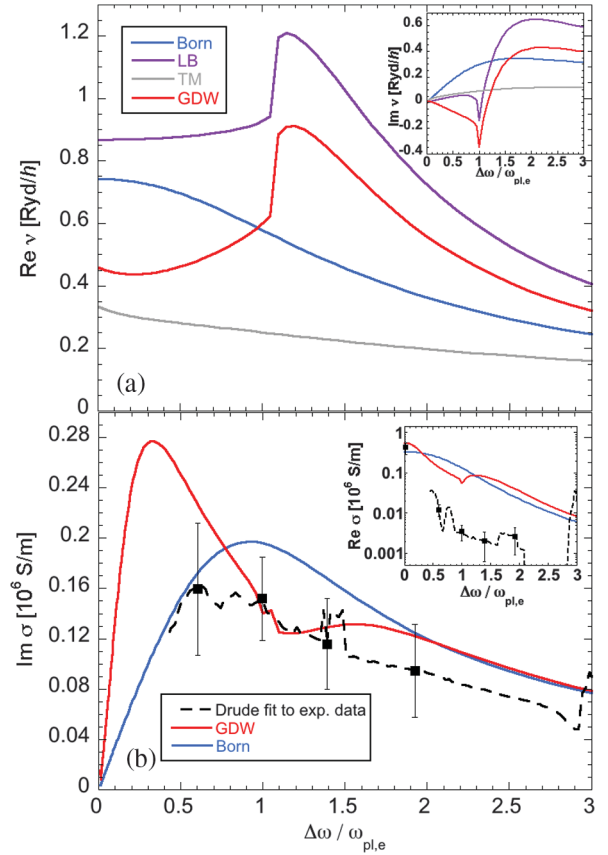 1.2
1
0.8
0.6
0.4
0.2
0
Re ν [Ryd/ħ]
Born
LB
TM
GDW
(a)
0.6
0.4
0.2
0
-0.2
-0.4
Im ν [Ryd/ħ]
0 0.5 1 1.5 2 2.5 3
Δω / ω_pl,e
0.28
0.24
0.2
0.16
0.12
0.08
0.04
0
Im σ [10⁶ S/m]
1
0.1
0.01
0.001
Re σ [10⁶ S/m]
0 0.5 1 1.5 2 2.5 3
Δω / ω_pl,e
Drude fit to exp. data
GDW
Born
(b)
0 0.5 1 1.5 2 2.5 3
Δω / ω_pl,e